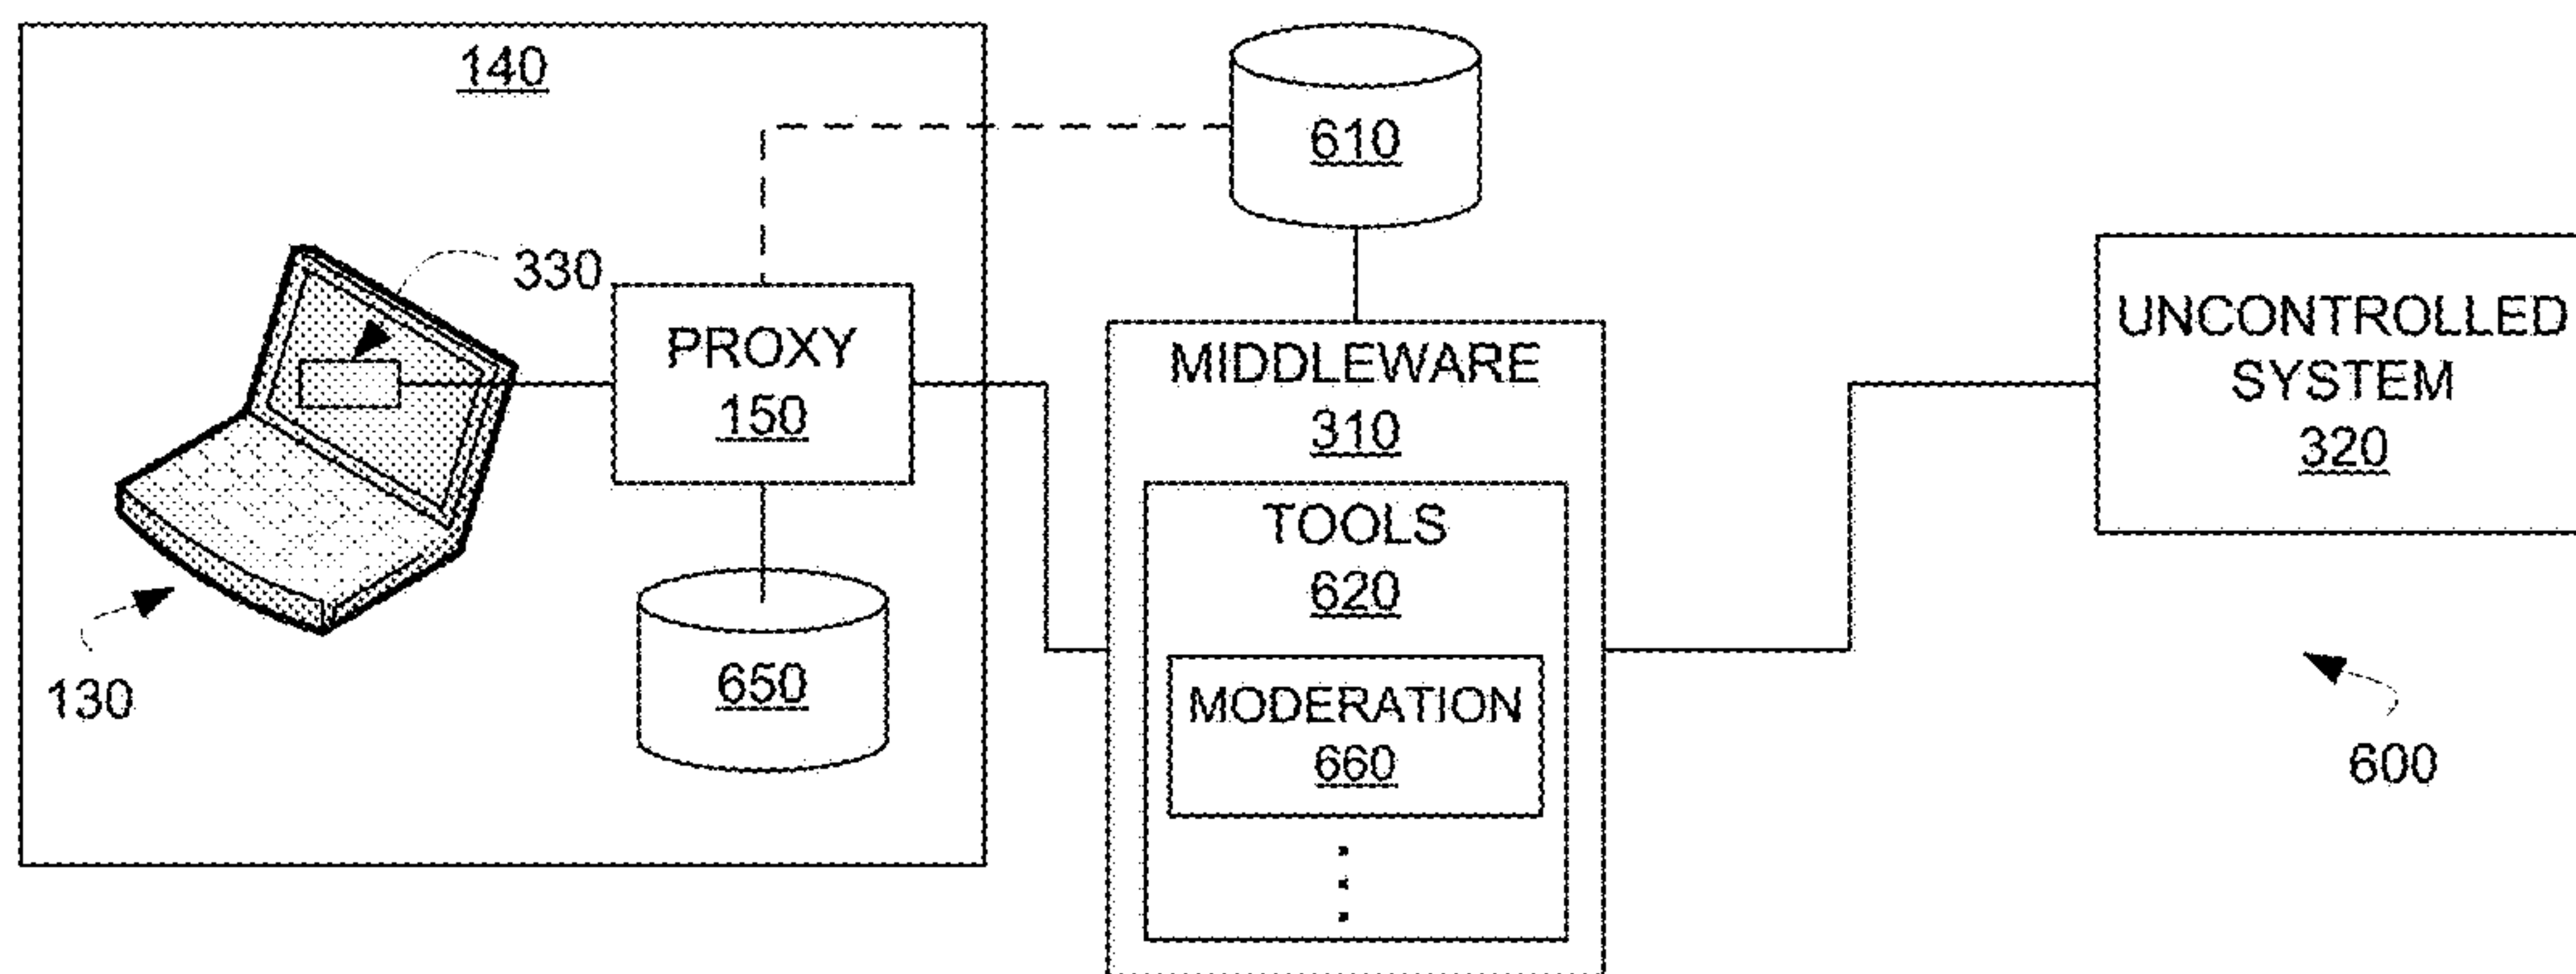 140
610
330
PROXY
150
MIDDLEWARE
310
UNCONTROLLED
SYSTEM
320
TOOLS
620
650
MODERATION
660
130
600